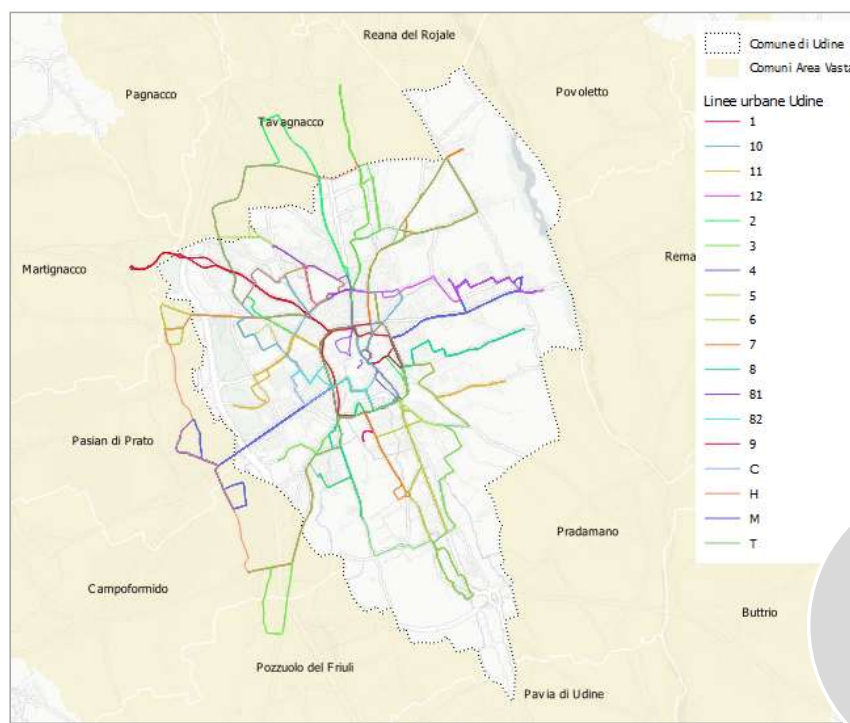 Reana del Rojale
Pagnacco
Povoletto
Tavagnacco
Martignacco
Rema
Pasian di Prato
Pradamano
Campoformido
Buttrio
Pozzuolo del Friuli
Pavia di Udine
Comune di Udine
Comuni Area Vasta
Linee urbane Udine
1
10
11
12
2
3
4
5
6
7
8
81
82
9
C
H
M
T